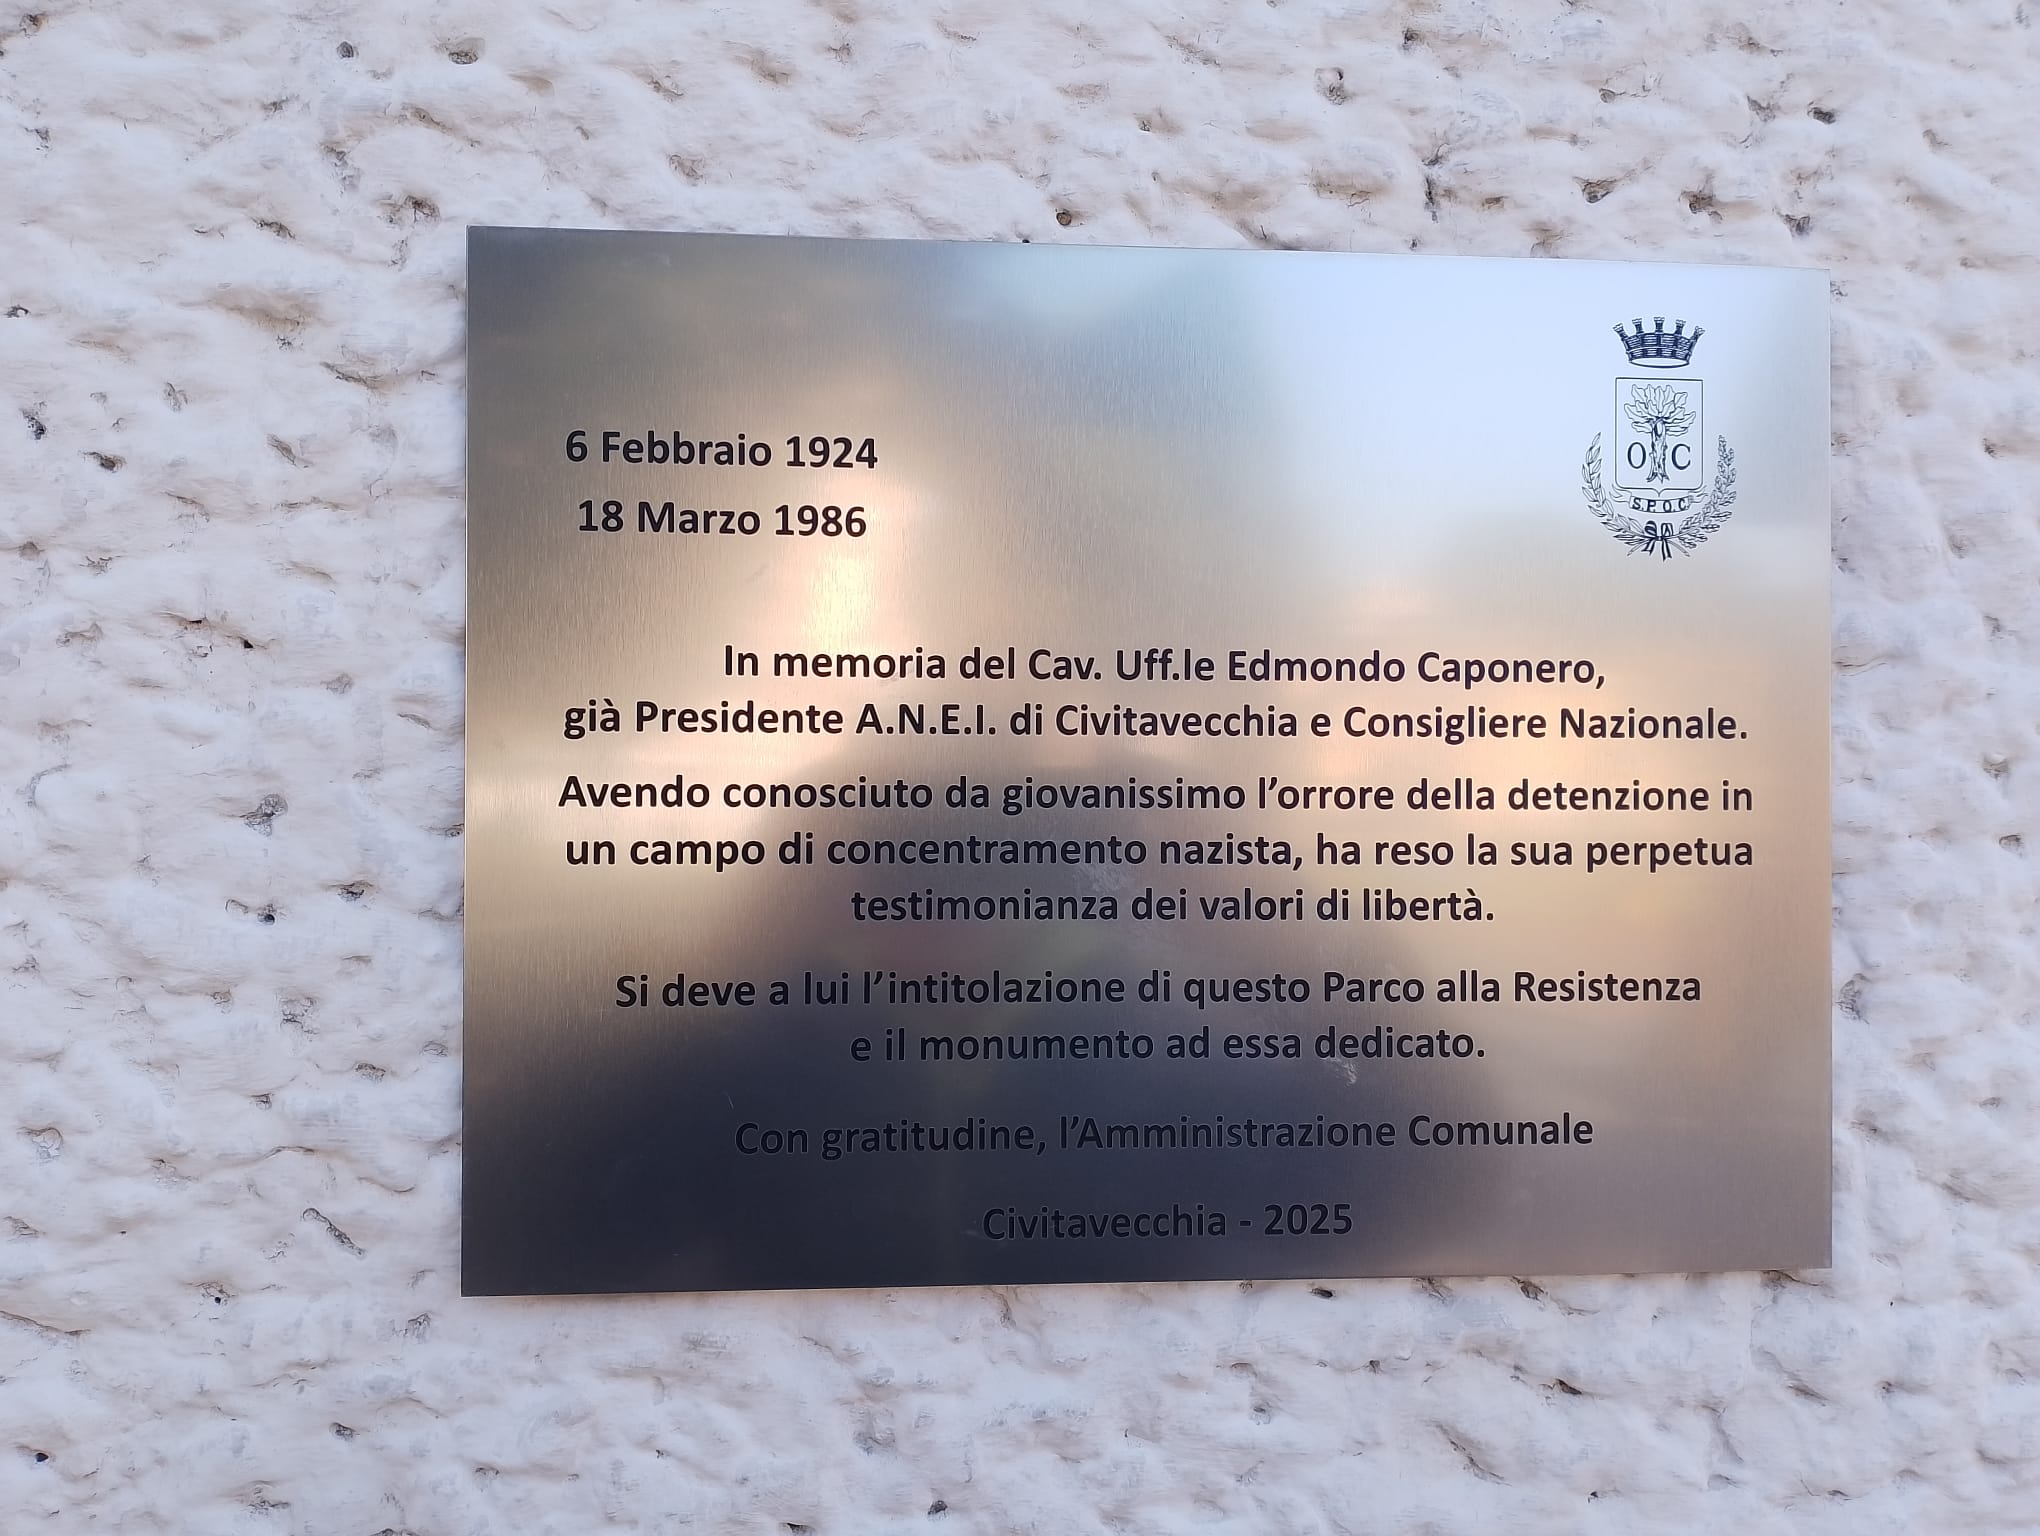 6 Febbraio 1924
18 Marzo 1986
O C
S.P.Q.C.
In memoria del Cav. Uff.le Edmondo Caponero,
già Presidente A.N.E.I. di Civitavecchia e Consigliere Nazionale.
Avendo conosciuto da giovanissimo l'orrore della detenzione in
un campo di concentramento nazista, ha reso la sua perpetua
testimonianza dei valori di libertà.
Si deve a lui l'intitolazione di questo Parco alla Resistenza
e il monumento ad essa dedicato.
Con gratitudine, l'Amministrazione Comunale
Civitavecchia - 2025